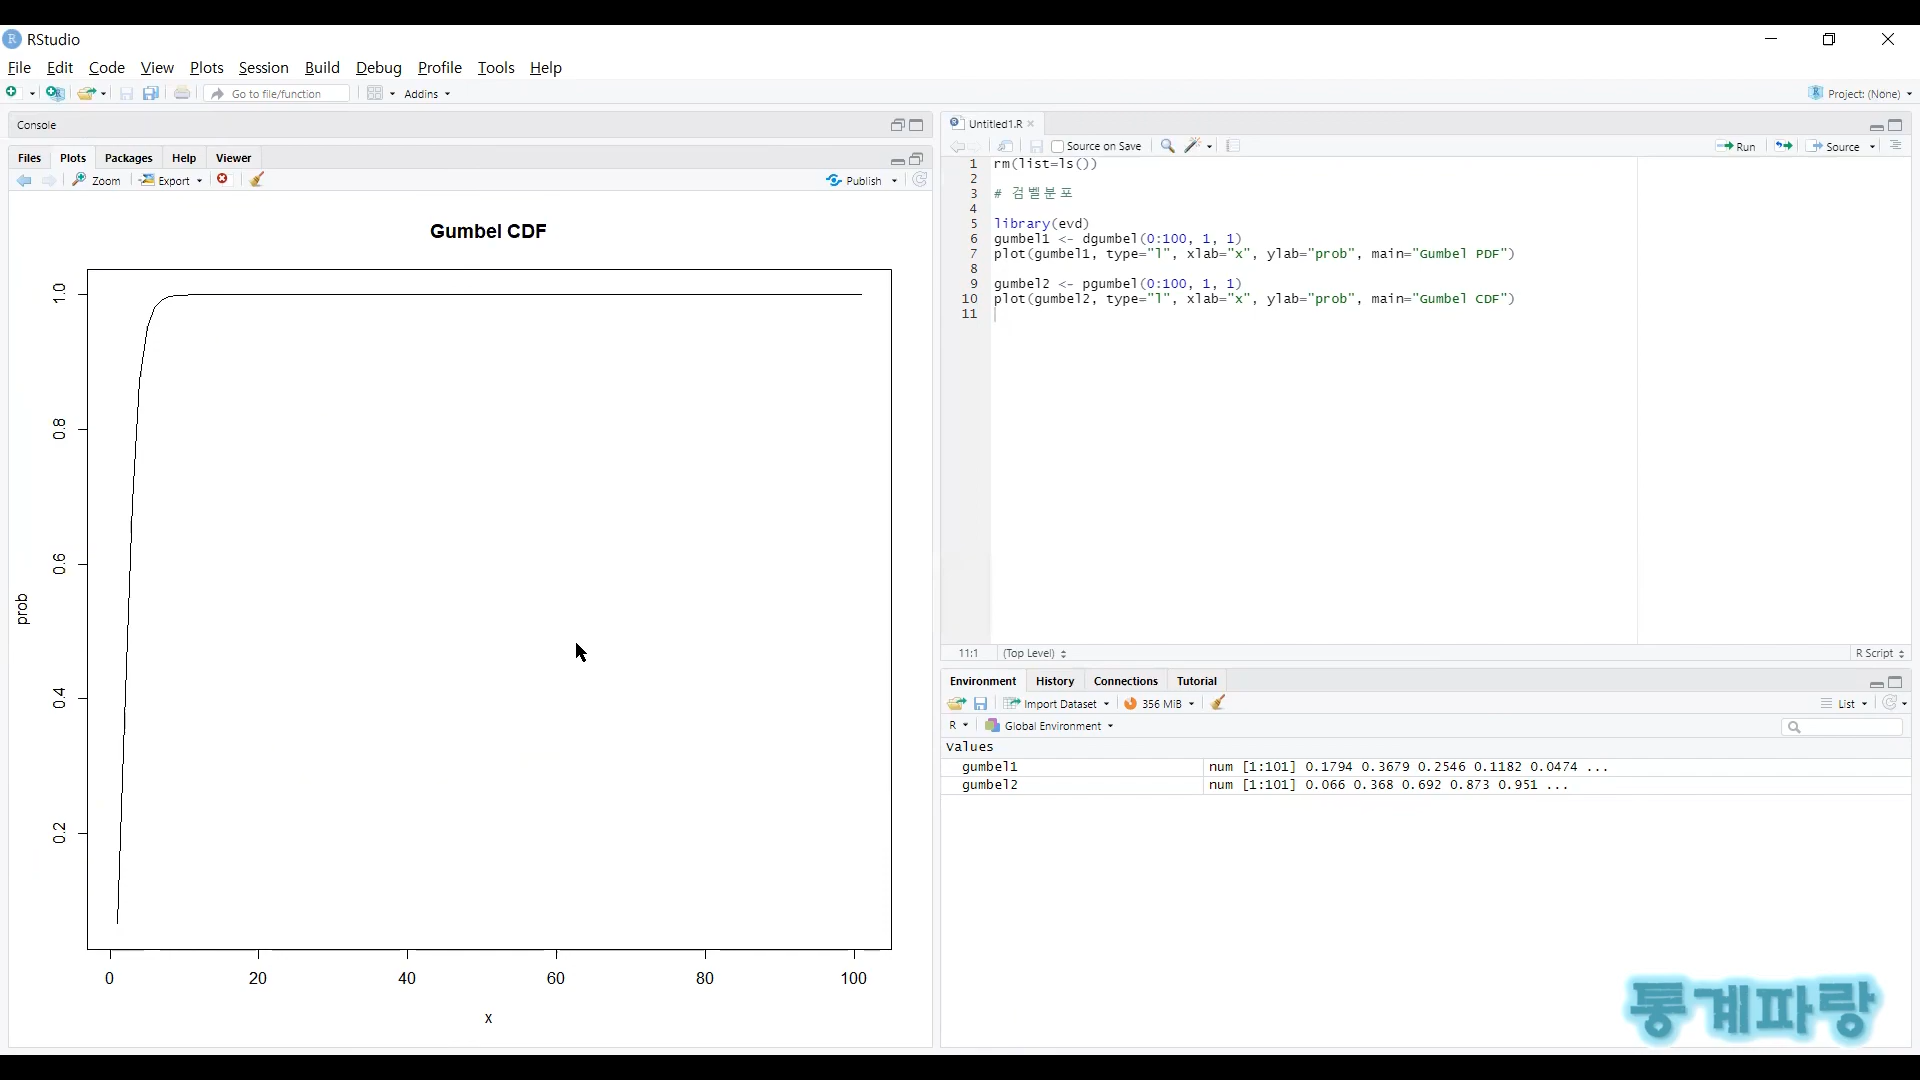 RStudio
File Edit Code View Plots Session Build Debug Profile Tools Help
Go to file/function Addins Project: (None)
Console
Files Plots Packages Help Viewer
Zoom Export Publish
Gumbel CDF
prob
1.0
0.8
0.6
0.4
0.2
0 20 40 60 80 100
x
Untitled1.R
Source on Save Run Source
1 rm(list=ls())
2
3 # 검벨분포
4
5 library(evd)
6 gumbel1 <- dgumbel(0:100, 1, 1)
7 plot(gumbel1, type="l", xlab="x", ylab="prob", main="Gumbel PDF")
8
9 gumbel2 <- pgumbel(0:100, 1, 1)
10 plot(gumbel2, type="l", xlab="x", ylab="prob", main="Gumbel CDF")
11
11:1 (Top Level) R Script
Environment History Connections Tutorial
Import Dataset 356 MiB List
R Global Environment
Values
gumbel1 num [1:101] 0.1794 0.3679 0.2546 0.1182 0.0474 ...
gumbel2 num [1:101] 0.066 0.368 0.692 0.873 0.951 ...
통계파랑